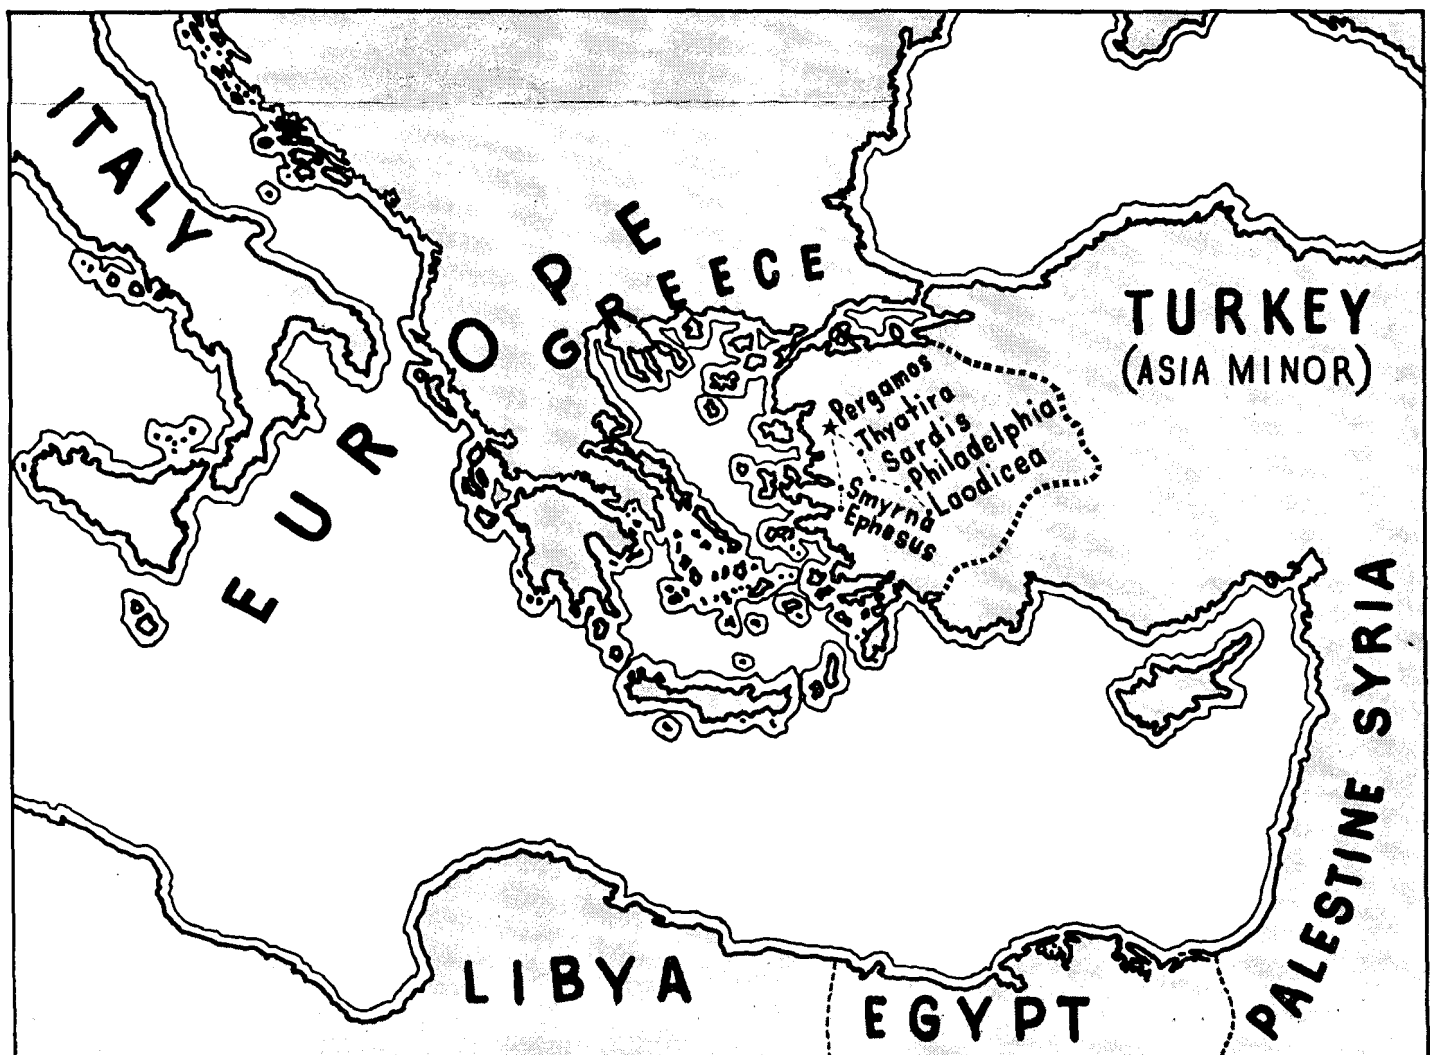 ITALY
EUROPE
GREECE
TURKEY
(ASIA MINOR)
Pergamos
Thyatira
Sardis
Philadelphia
Laodicea
Smyrna
Ephesus
SYRIA
PALESTINE
LIBYA
EGYPT